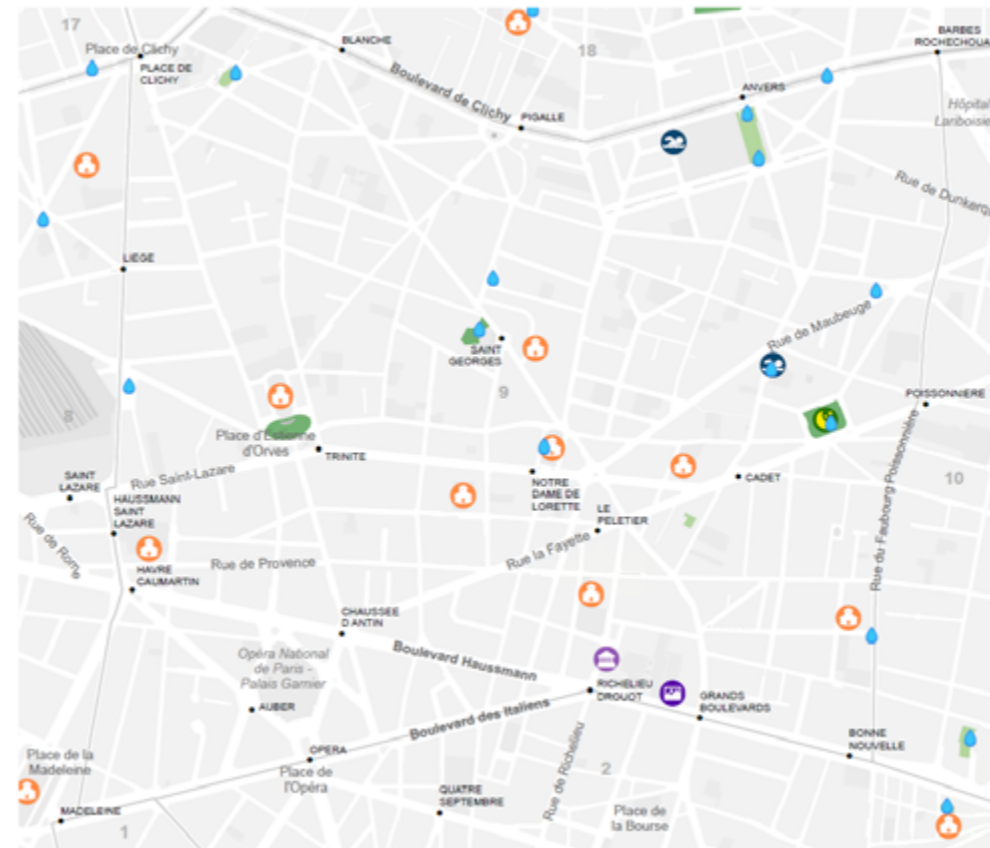 17
Place de Clichy
PLACE DE
CLICHY
BLANCHE
Boulevard de Clichy
PIGALLE
18
BARBES
ROCHECHOUA
ANVERS
Hôpital
Lariboisie
Rue de Dunkerqu
LIEGE
Rue de Maubeuge
SAINT
GEORGES
9
8
POISSONNIERE
Place d'Estienne
d'Orves
TRINITE
Rue Saint-Lazare
SAINT
LAZARE
HAUSSMANN
SAINT
LAZARE
NOTRE
DAME DE
LORETTE
CADET
10
LE
PELETIER
Rue de Rome
Rue la Fayette
Rue du Faubourg Poissonnière
Rue de Provence
HAVRE
CAUMARTIN
CHAUSSEE
D ANTIN
Boulevard Haussmann
Opéra National
de Paris -
Palais Garnier
RICHELIEU
DROUOT
GRANDS
BOULEVARDS
AUBER
Boulevard des Italiens
BONNE
NOUVELLE
OPERA
Place de
l'Opéra
Place de la
Madeleine
Rue de Richelieu
2
QUATRE
SEPTEMBRE
Place de
la Bourse
MADELEINE
1